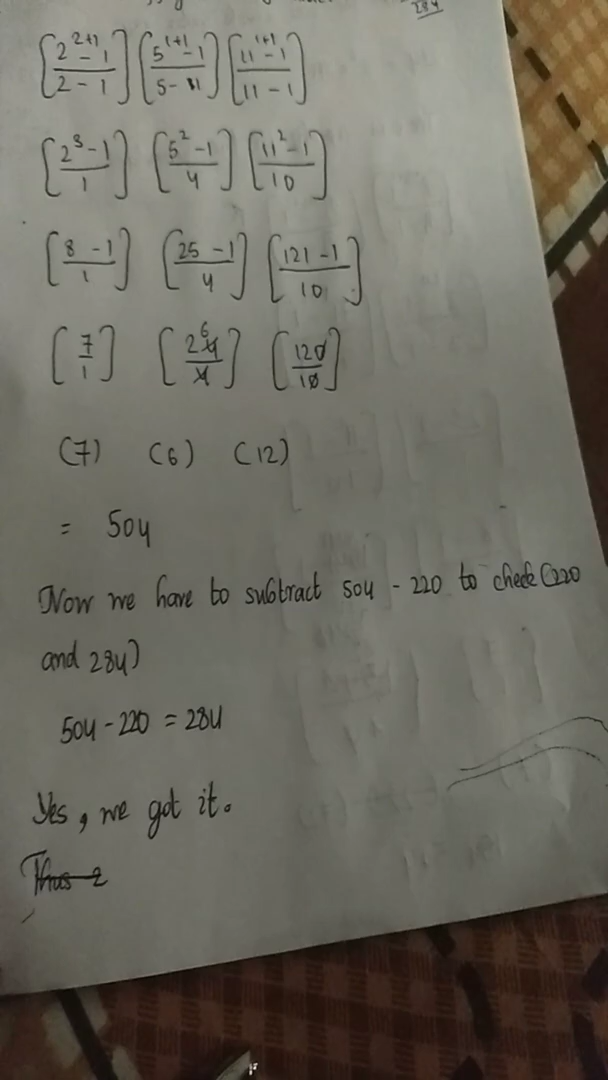 284
[2^(2+1) - 1 / 2 - 1] [5^(1+1) - 1 / 5 - 1] [11^(1+1) - 1 / 11 - 1]
[2^3 - 1 / 1] [5^2 - 1 / 4] [11^2 - 1 / 10]
[8 - 1 / 1] [25 - 1 / 4] [121 - 1 / 10]
[7 / 1] [24 6 / 4] [120 / 10]
(7) (6) (12)
= 504
Now we have to subtract 504 - 220 to check (220
and 284)
504 - 220 = 284
Yes, we got it.
Thus 2